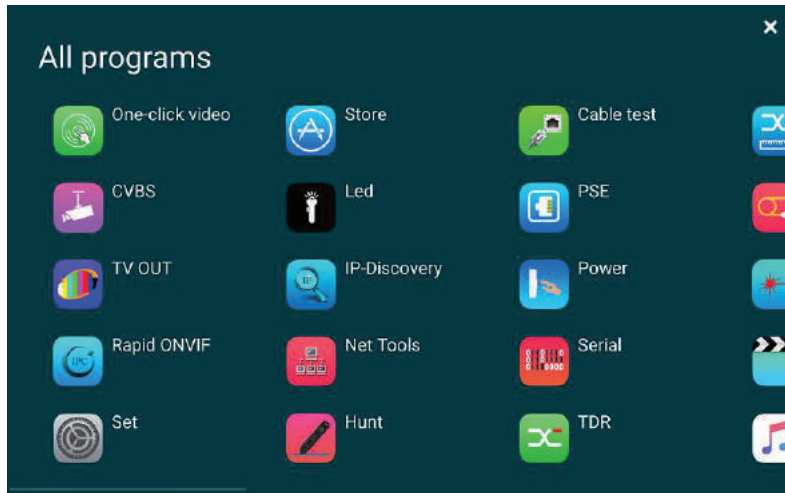 All programs
One-click video
Store
Cable test
CVBS
Led
PSE
TV OUT
IP-Discovery
Power
Rapid ONVIF
IPC
Net Tools
Serial
Set
Hunt
TDR